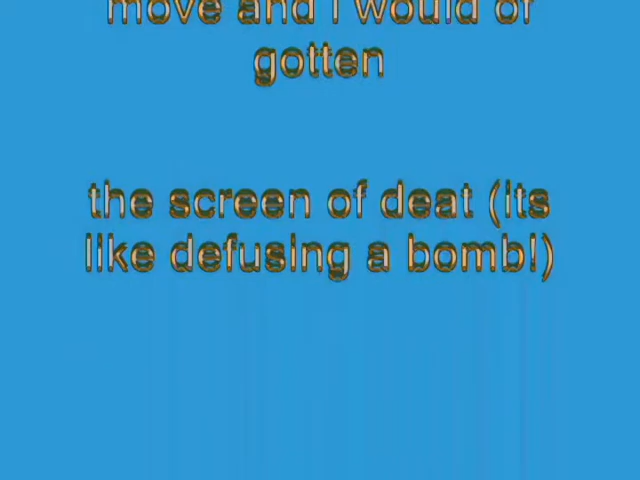 move and i would of
gotten
the screen of deat (its
like defusing a bomb!)